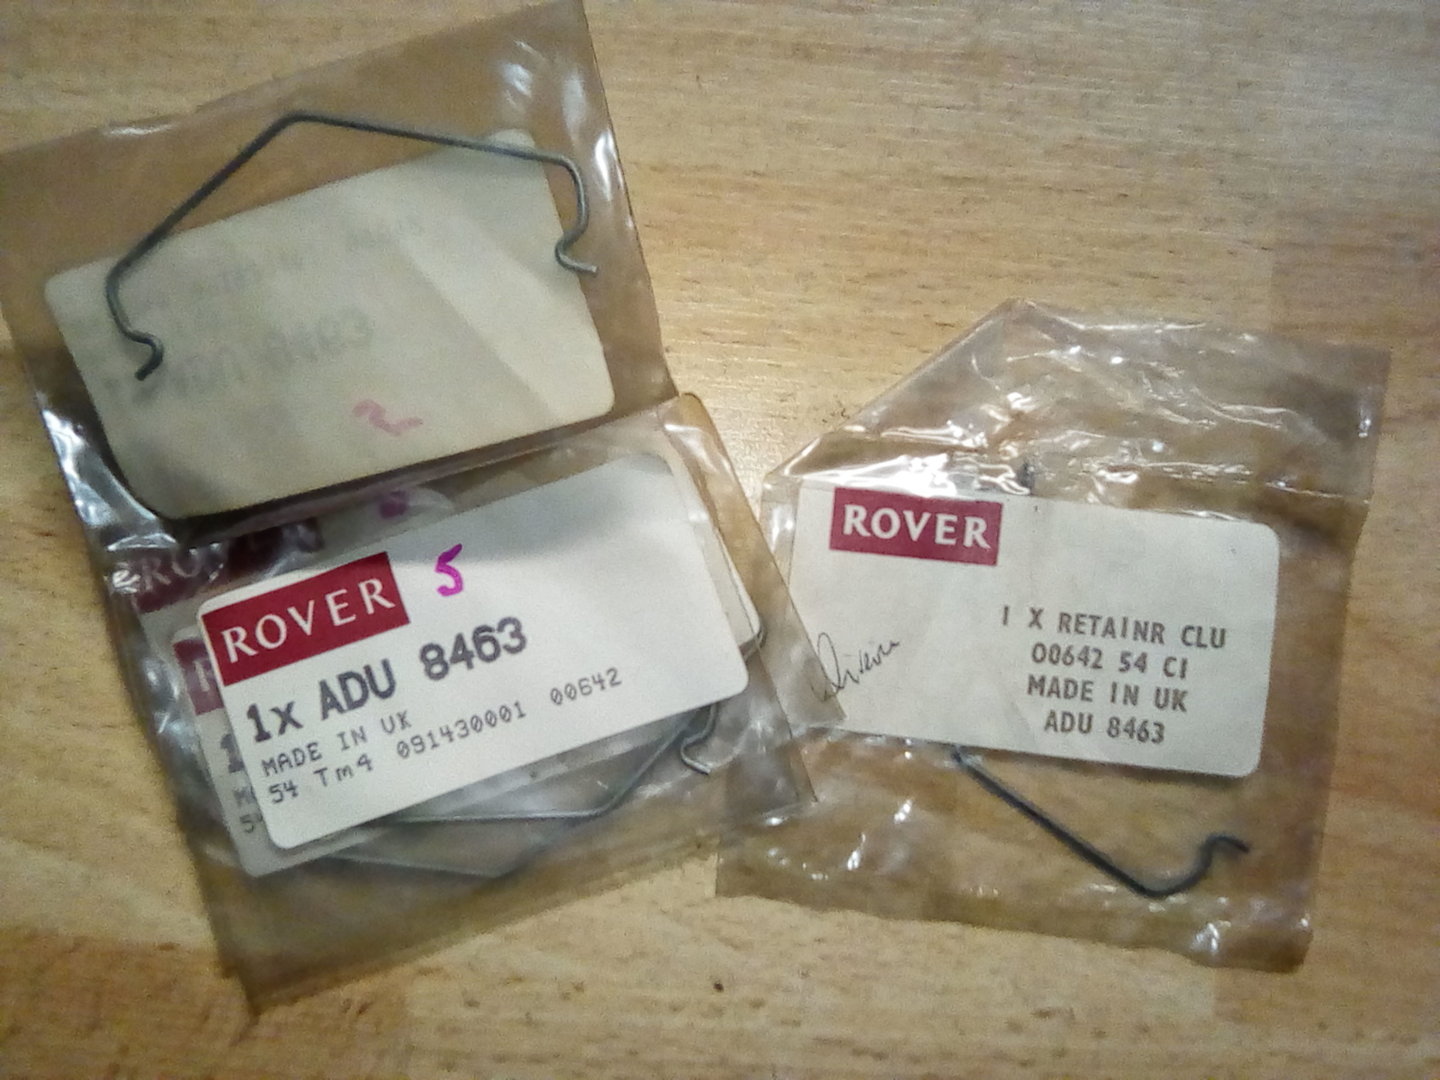 ROVER
5
1x ADU 8463
MADE IN UK
54 Tm4 091430001 00642
ROVER
1 X RETAINR CLU
00642 54 CI
MADE IN UK
ADU 8463